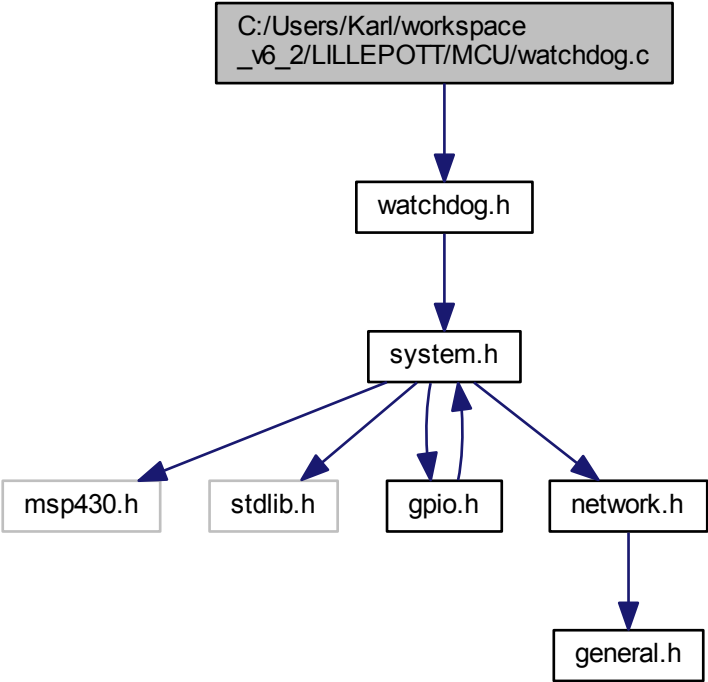 C:/Users/Karl/workspace
_v6_2/LILLEPOTT/MCU/watchdog.c
watchdog.h
system.h
msp430.h
stdlib.h
gpio.h
network.h
general.h